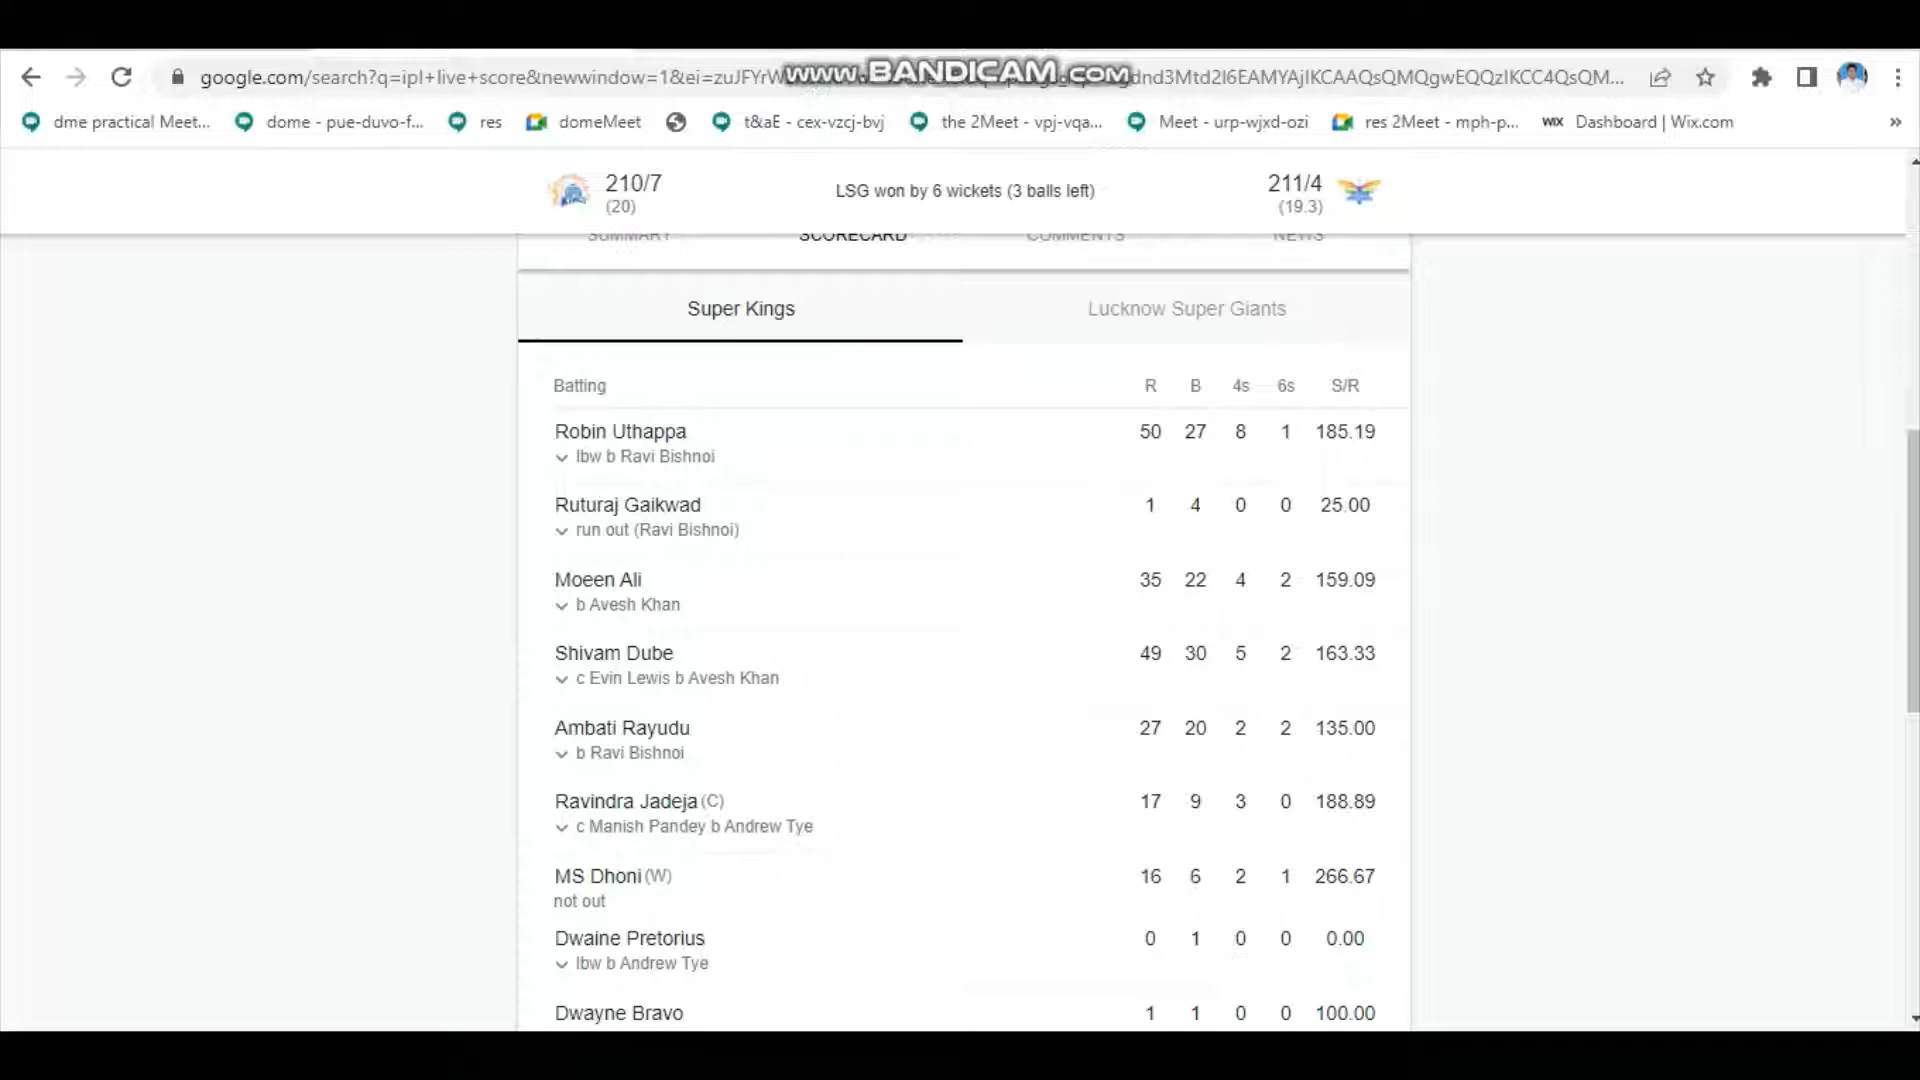 www.BANDICAM.com
google.com/search?q=ipl+live+score&newwindow=1&ei=zuJFYrW
dnd3Mtd2l6EAMYAjIKCAAQsQMQgwEQQzIKCC4QsQM...
dme practical Meet... dome - pue-duvo-f... res domeMeet t&aE - cex-vzcj-bvj the 2Meet - vpj-vqa... Meet - urp-wjxd-ozi res 2Meet - mph-p... WIX Dashboard | Wix.com »
210/7 LSG won by 6 wickets (3 balls left) 211/4
(20) (19.3)
SUMMARY SCORECARD COMMENTS NEWS
Super Kings Lucknow Super Giants
Batting R B 4s 6s S/R
Robin Uthappa 50 27 8 1 185.19
lbw b Ravi Bishnoi
Ruturaj Gaikwad 1 4 0 0 25.00
run out (Ravi Bishnoi)
Moeen Ali 35 22 4 2 159.09
b Avesh Khan
Shivam Dube 49 30 5 2 163.33
c Evin Lewis b Avesh Khan
Ambati Rayudu 27 20 2 2 135.00
b Ravi Bishnoi
Ravindra Jadeja (C) 17 9 3 0 188.89
c Manish Pandey b Andrew Tye
MS Dhoni (W) 16 6 2 1 266.67
not out
Dwaine Pretorius 0 1 0 0 0.00
lbw b Andrew Tye
Dwayne Bravo 1 1 0 0 100.00